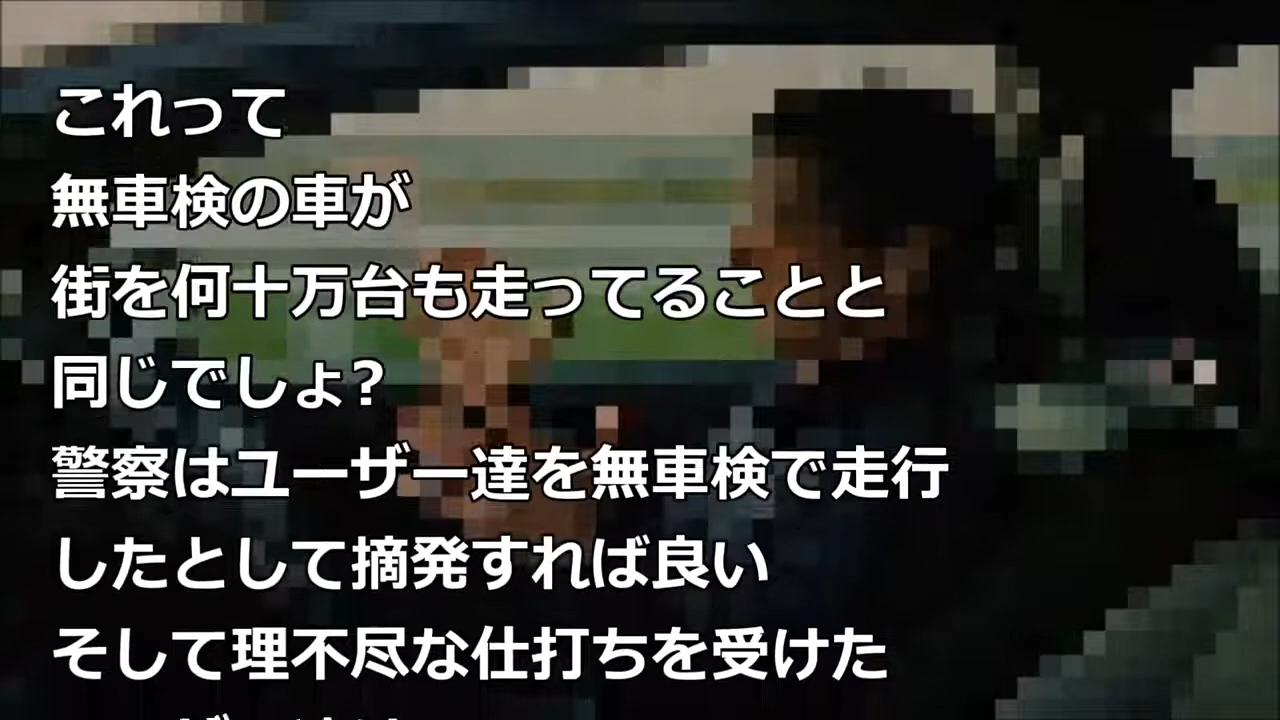 これって
無車検の車が
街を何十万台も走ってることと
同じでしょ？
警察はユーザー達を無車検で走行
したとして摘発すれば良い
そして理不尽な仕打ちを受けた